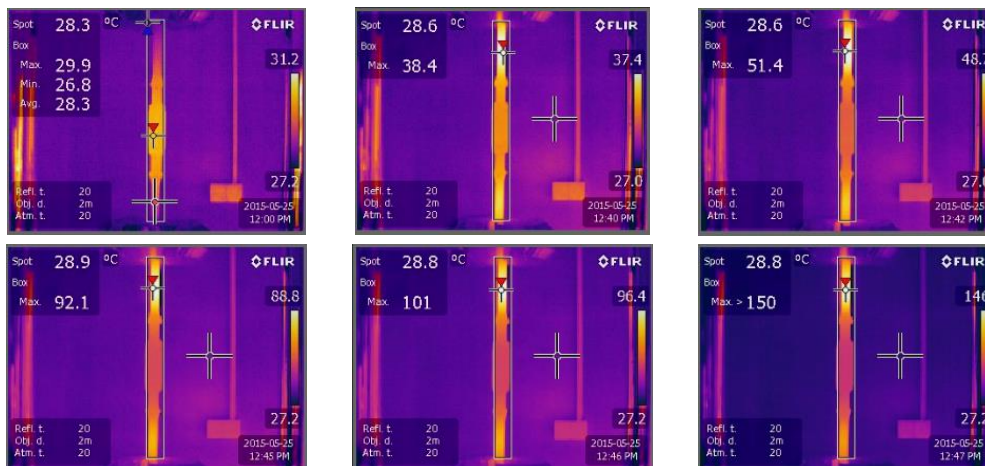 Spot 28.3 °C FLIR
Box 31.2
Max. 29.9
Min. 26.8
Avg. 28.3
Refl. t. 20 27.2
Obj. d. 2m 2015-05-25
Atm. t. 20 12:00 PM
Spot 28.6 °C FLIR
Box 37.4
Max. 38.4
Refl. t. 20 27.0
Obj. d. 2m 2015-05-25
Atm. t. 20 12:40 PM
Spot 28.6 °C FLIR
Box
Max. 51.4
Refl. t. 20
Obj. d. 2m 2015-05-25
Atm. t. 20 12:42 PM
Spot 28.9 °C FLIR
Box 88.8
Max. 92.1
Refl. t. 20 27.2
Obj. d. 2m 2015-05-25
Atm. t. 20 12:45 PM
Spot 28.8 °C FLIR
Box 96.4
Max. 101
Refl. t. 20 27.2
Obj. d. 2m 2015-05-25
Atm. t. 20 12:46 PM
Spot 28.8 °C FLIR
Box 146
Max. > 150
Refl. t. 20
Obj. d. 2m 2015-05-25
Atm. t. 20 12:47 PM